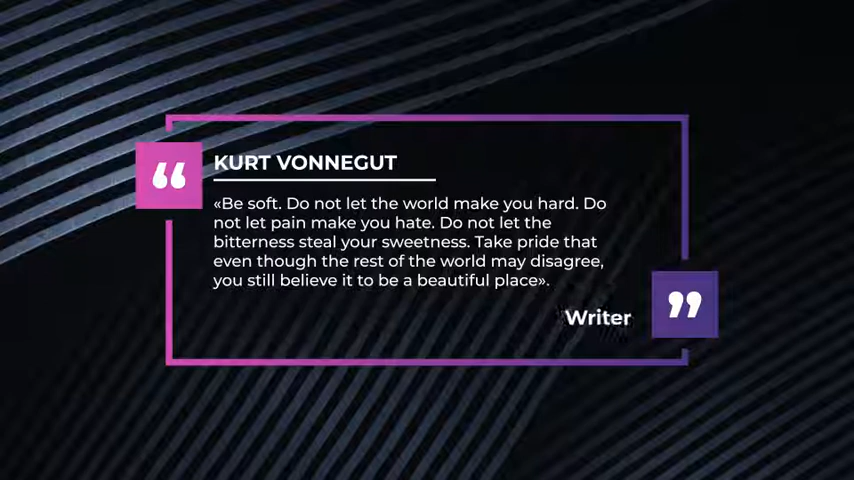 “
KURT VONNEGUT
«Be soft. Do not let the world make you hard. Do
not let pain make you hate. Do not let the
bitterness steal your sweetness. Take pride that
even though the rest of the world may disagree,
you still believe it to be a beautiful place».
Writer
”